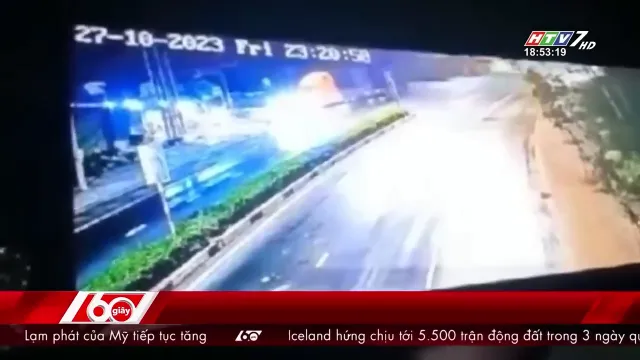 27-10-2023 Fri 23:20:58
HTV7 HD
18:53:19
60 giây
Lạm phát của Mỹ tiếp tục tăng 60 Iceland hứng chịu tới 5.500 trận động đất trong 3 ngày q